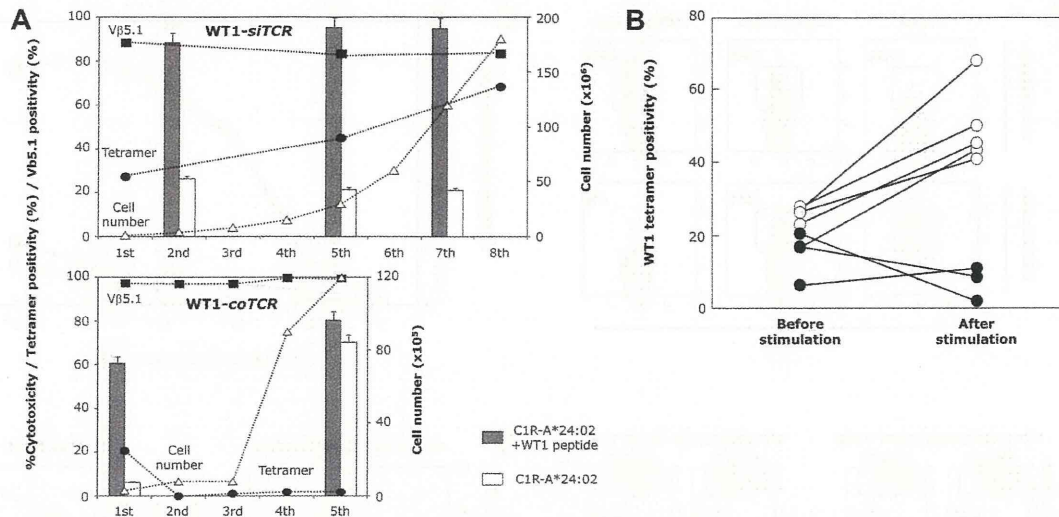 A
B
%Cytotoxicity / Tetramer positivity (%) / Vb5.1 positivity (%)
100
80
60
40
20
0
Vβ5.1
WT1-siTCR
Tetramer
Cell
number
200
150
100
50
0
Cell number (x10⁶)
1st 2nd 3rd 4th 5th 6th 7th 8th
100
80
60
40
20
0
Vβ5.1
WT1-coTCR
Cell
number
Tetramer
120
80
40
0
Cell number (x10⁵)
1st 2nd 3rd 4th 5th
C1R-A*24:02
+WT1 peptide
C1R-A*24:02
WT1 tetramer positivity (%)
80
60
40
20
0
Before
stimulation
After
stimulation